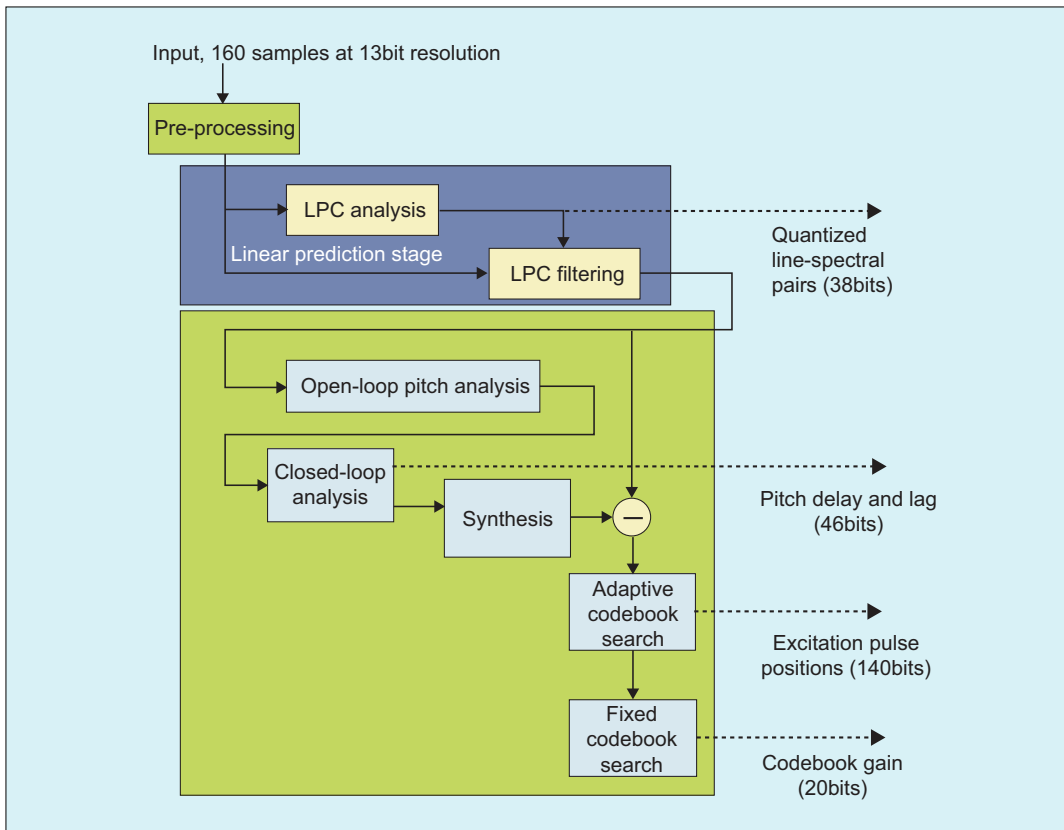 Input, 160 samples at 13bit resolution
Pre-processing
LPC analysis
Linear prediction stage
LPC filtering
Quantized
line-spectral
pairs (38bits)
Open-loop pitch analysis
Closed-loop
analysis
Synthesis
—
Pitch delay and lag
(46bits)
Adaptive
codebook
search
Excitation pulse
positions (140bits)
Fixed
codebook
search
Codebook gain
(20bits)